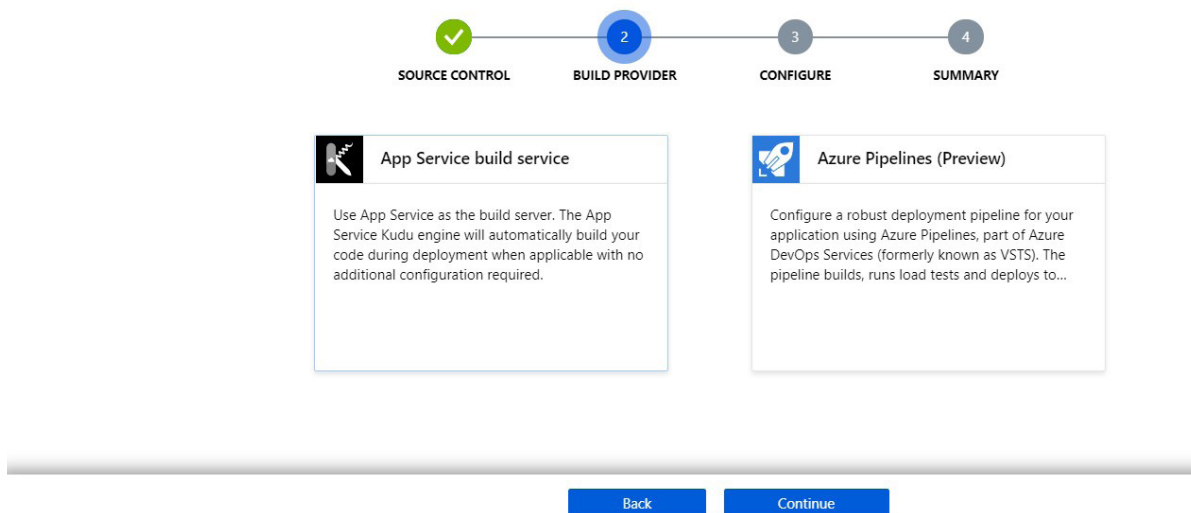 2
3
4
SOURCE CONTROL
BUILD PROVIDER
CONFIGURE
SUMMARY
App Service build service
Use App Service as the build server. The App
Service Kudu engine will automatically build your
code during deployment when applicable with no
additional configuration required.
Azure Pipelines (Preview)
Configure a robust deployment pipeline for your
application using Azure Pipelines, part of Azure
DevOps Services (formerly known as VSTS). The
pipeline builds, runs load tests and deploys to...
Back
Continue